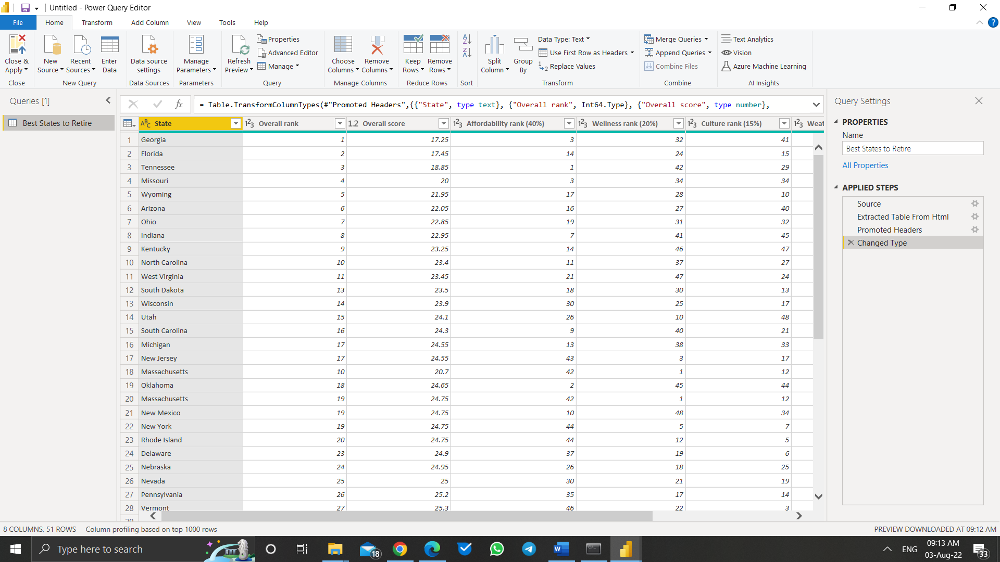 Untitled - Power Query Editor
File Home Transform Add Column View Tools Help
Close & Apply
Close
New Source
Recent Sources
Enter Data
New Query
Data source settings
Data Sources
Manage Parameters
Parameters
Refresh Preview
Properties
Advanced Editor
Manage
Query
Choose Columns
Remove Columns
Manage Columns
Keep Rows
Remove Rows
Reduce Rows
Sort
Split Column
Group By
Data Type: Text
Use First Row as Headers
Replace Values
Transform
Merge Queries
Append Queries
Combine Files
Combine
Text Analytics
Vision
Azure Machine Learning
AI Insights
Queries [1]
Best States to Retire
fx = Table.TransformColumnTypes(#"Promoted Headers",{{"State", type text}, {"Overall rank", Int64.Type}, {"Overall score", type number},
ABC State 123 Overall rank 1.2 Overall score 123 Affordability rank (40%) 123 Wellness rank (20%) 123 Culture rank (15%) 123 Weat
1 Georgia 1 17.25 3 32 41
2 Florida 2 17.45 14 24 15
3 Tennessee 3 18.85 1 42 29
4 Missouri 4 20 3 34 34
5 Wyoming 5 21.95 17 28 10
6 Arizona 6 22.05 16 27 40
7 Ohio 7 22.85 19 31 32
8 Indiana 8 22.95 7 41 45
9 Kentucky 9 23.25 14 46 47
10 North Carolina 10 23.4 11 37 27
11 West Virginia 11 23.45 21 47 24
12 South Dakota 13 23.5 18 30 13
13 Wisconsin 14 23.9 30 25 17
14 Utah 15 24.1 26 10 48
15 South Carolina 16 24.3 9 40 21
16 Michigan 17 24.55 13 38 33
17 New Jersey 17 24.55 43 3 17
18 Massachusetts 10 20.7 42 1 12
19 Oklahoma 18 24.65 2 45 44
20 Massachusetts 19 24.75 42 1 12
21 New Mexico 19 24.75 10 48 34
22 New York 19 24.75 44 5 7
23 Rhode Island 20 24.75 44 12 5
24 Delaware 23 24.9 37 19 6
25 Nebraska 24 24.95 26 18 25
26 Nevada 25 25 30 21 19
27 Pennsylvania 26 25.2 35 17 14
28 Vermont 27 25.3 46 22 3
Query Settings
PROPERTIES
Name
Best States to Retire
All Properties
APPLIED STEPS
Source
Extracted Table From Html
Promoted Headers
Changed Type
8 COLUMNS, 51 ROWS Column profiling based on top 1000 rows PREVIEW DOWNLOADED AT 09:12 AM
Type here to search
18
ENG
09:13 AM
03-Aug-22
33